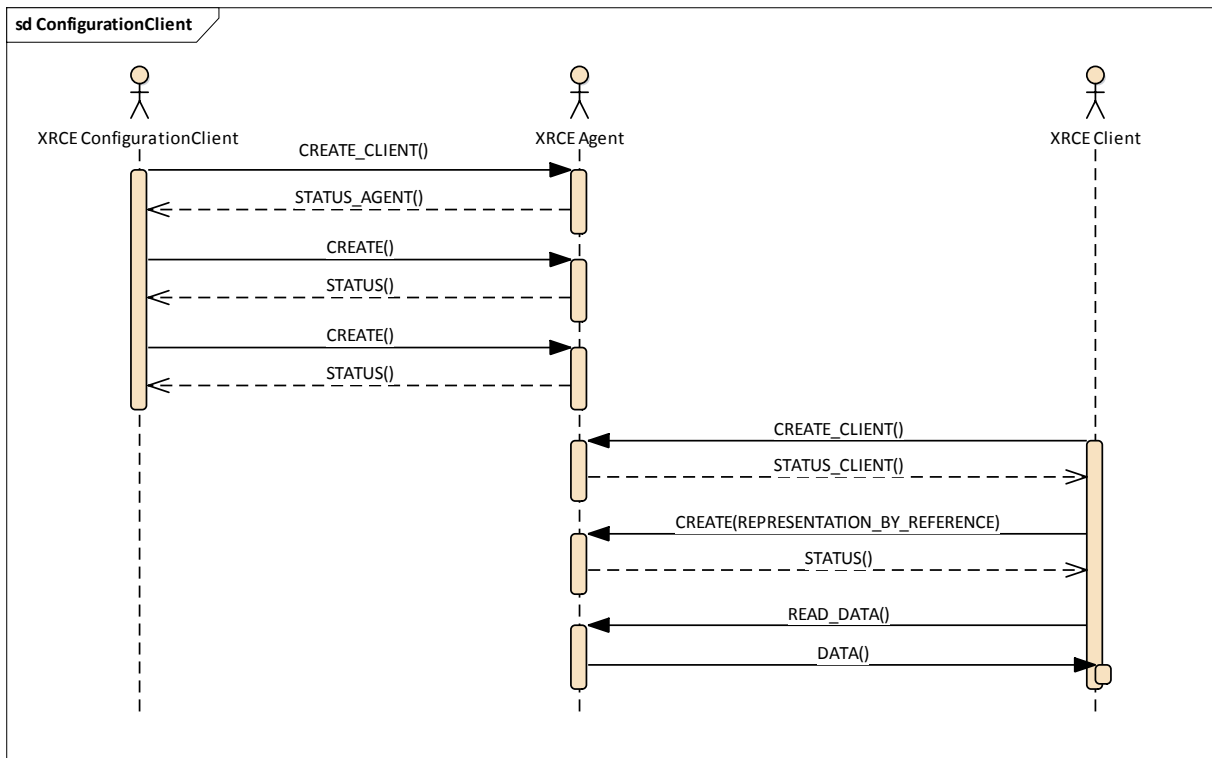 sd ConfigurationClient
XRCE ConfigurationClient
XRCE Agent
XRCE Client
CREATE_CLIENT()
STATUS_AGENT()
CREATE()
STATUS()
CREATE()
STATUS()
CREATE_CLIENT()
STATUS_CLIENT()
CREATE(REPRESENTATION_BY_REFERENCE)
STATUS()
READ_DATA()
DATA()